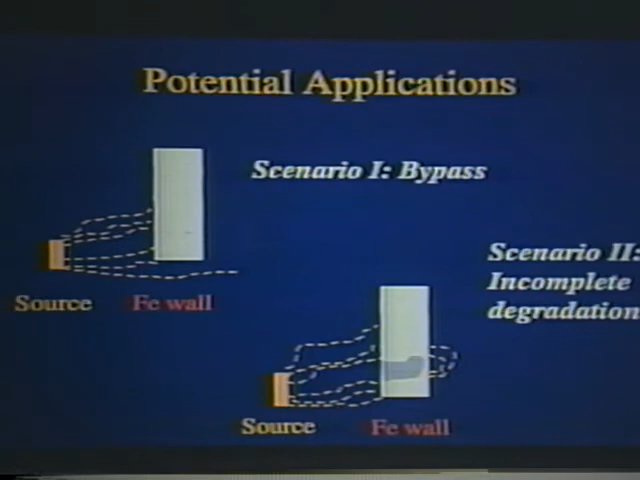 Potential Applications
Scenario I: Bypass
Source
Fe wall
Scenario II:
Incomplete
degradation
Source
Fe wall